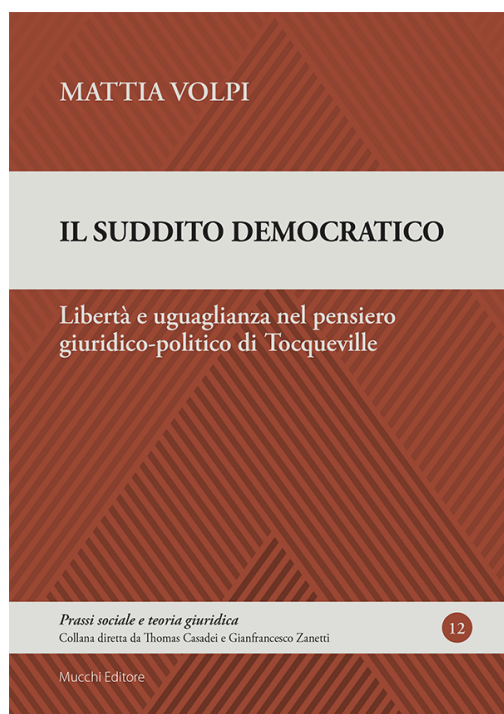 MATTIA VOLPI
IL SUDDITO DEMOCRATICO
Libertà e uguaglianza nel pensiero
giuridico-politico di Tocqueville
Prassi sociale e teoria giuridica
Collana diretta da Thomas Casadei e Gianfrancesco Zanetti
12
Mucchi Editore